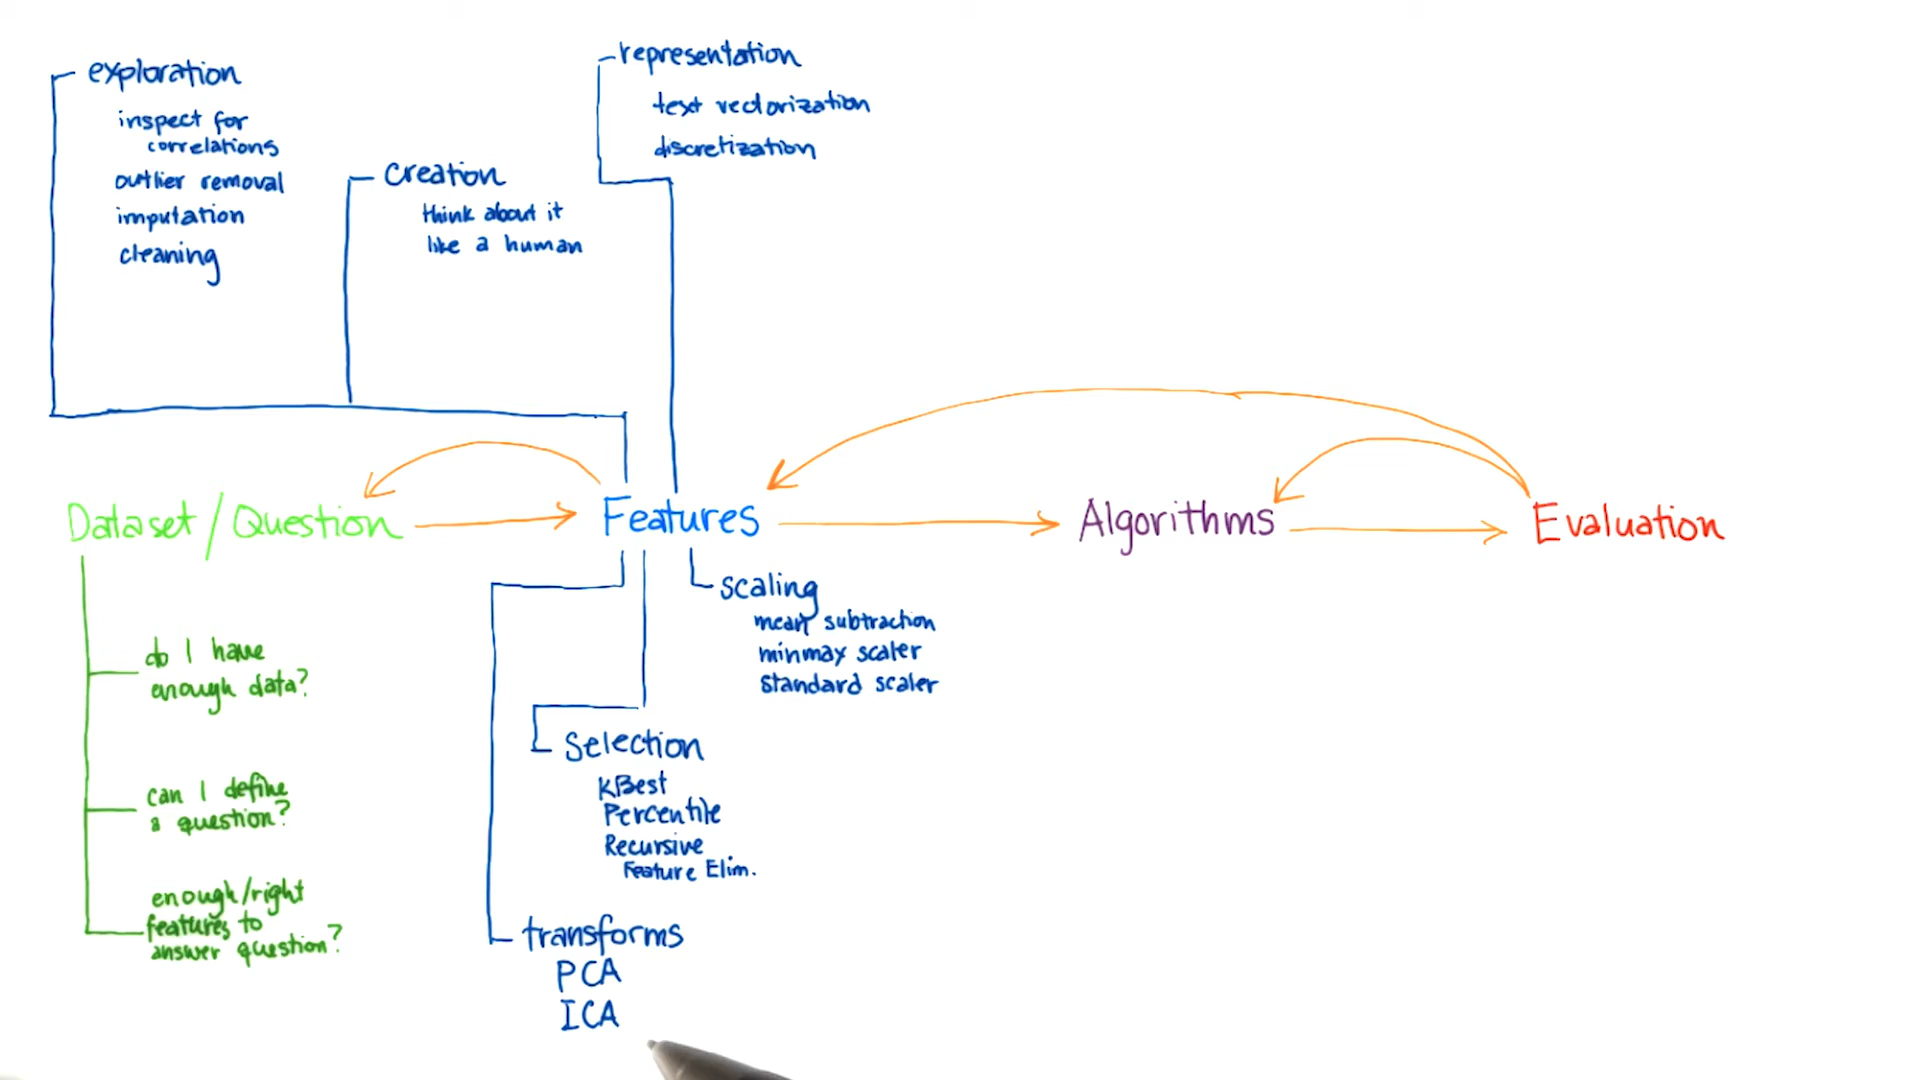 exploration
inspect for
correlations
outlier removal
imputation
cleaning
creation
think about it
like a human
representation
text vectorization
discretization
Dataset/Question
Features
Algorithms
Evaluation
do I have
enough data?
can I define
a question?
enough/right
features to
answer question?
scaling
mean subtraction
minmax scaler
standard scaler
Selection
KBest
Percentile
Recursive
Feature Elim.
transforms
PCA
ICA